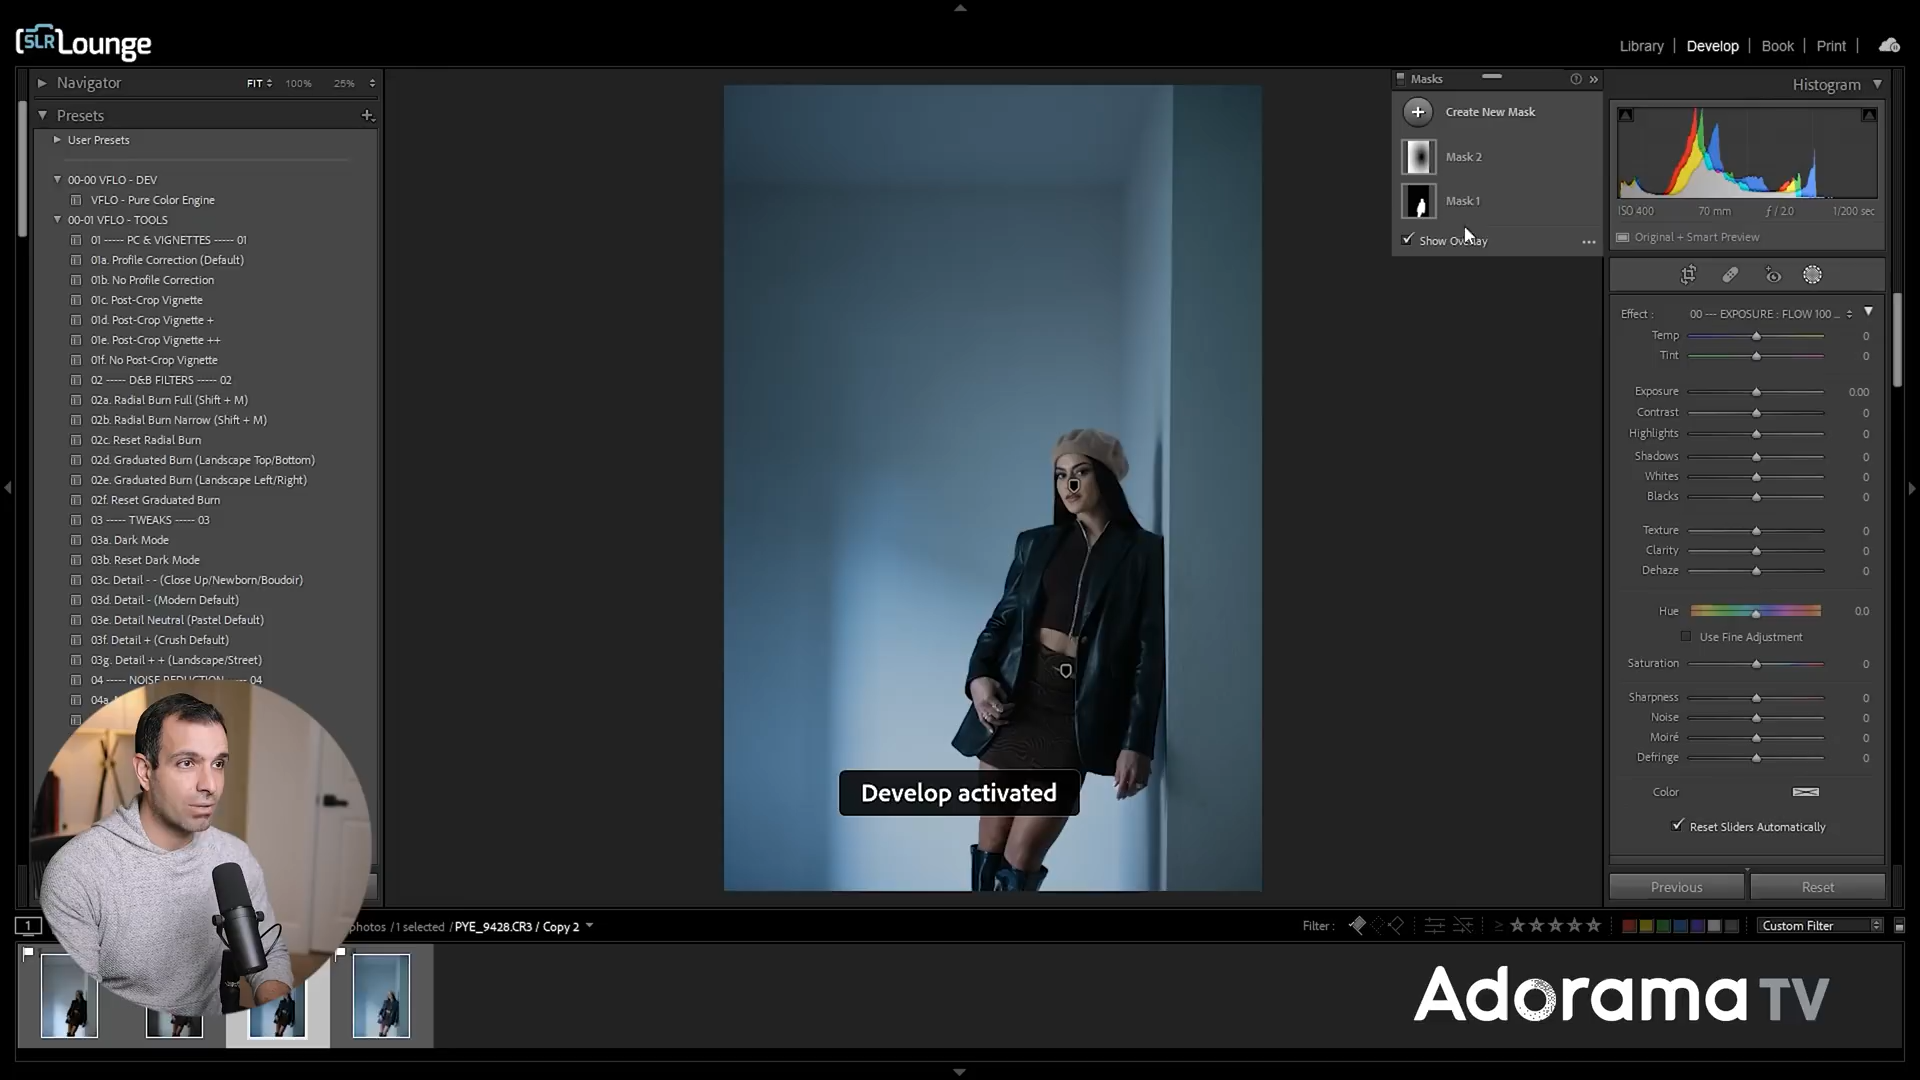 SLR Lounge
Library | Develop | Book | Print |
Navigator FIT 100% 25%
Presets
User Presets
00-00 VFLO - DEV
VFLO - Pure Color Engine
00-01 VFLO - TOOLS
01 ----- PC & VIGNETTES ----- 01
01a. Profile Correction (Default)
01b. No Profile Correction
01c. Post-Crop Vignette
01d. Post-Crop Vignette +
01e. Post-Crop Vignette ++
01f. No Post-Crop Vignette
02 ----- D&B FILTERS ----- 02
02a. Radial Burn Full (Shift + M)
02b. Radial Burn Narrow (Shift + M)
02c. Reset Radial Burn
02d. Graduated Burn (Landscape Top/Bottom)
02e. Graduated Burn (Landscape Left/Right)
02f. Reset Graduated Burn
03 ----- TWEAKS ----- 03
03a. Dark Mode
03b. Reset Dark Mode
03c. Detail - - (Close Up/Newborn/Boudoir)
03d. Detail - (Modern Default)
03e. Detail Neutral (Pastel Default)
03f. Detail + (Crush Default)
03g. Detail + + (Landscape/Street)
04 ----- NOISE REDUCTION ----- 04
04a.
Masks
Create New Mask
Mask 2
Mask 1
Show Overlay
Histogram
ISO 400 70 mm ƒ / 2.0 1/200 sec
Original + Smart Preview
Effect : 00 --- EXPOSURE : FLOW 100 ...
Temp 0
Tint 0
Exposure 0.00
Contrast 0
Highlights 0
Shadows 0
Whites 0
Blacks 0
Texture 0
Clarity 0
Dehaze 0
Hue 0.0
Use Fine Adjustment
Saturation 0
Sharpness 0
Noise 0
Moiré 0
Defringe 0
Color
Reset Sliders Automatically
Previous Reset
Develop activated
1 photos / 1 selected / PYE_9428.CR3 / Copy 2
Filter : Custom Filter
Adorama TV